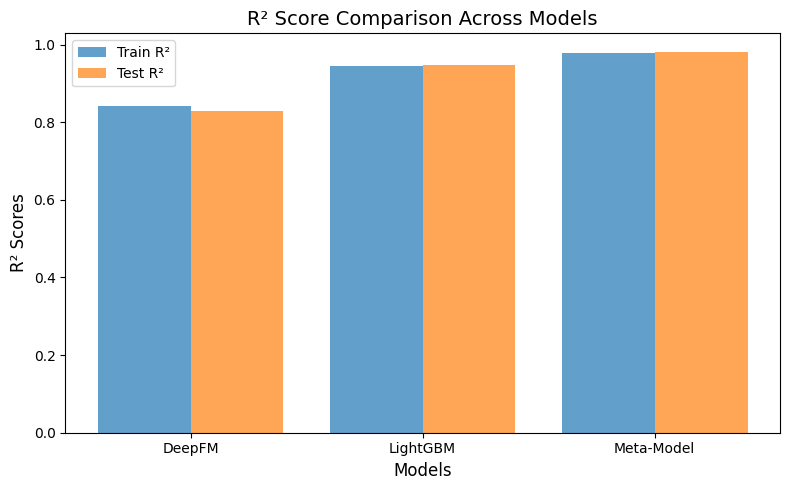 R² Score Comparison Across Models
Train R²
Test R²
R² Scores
1.0
0.8
0.6
0.4
0.2
0.0
DeepFM
LightGBM
Meta-Model
Models